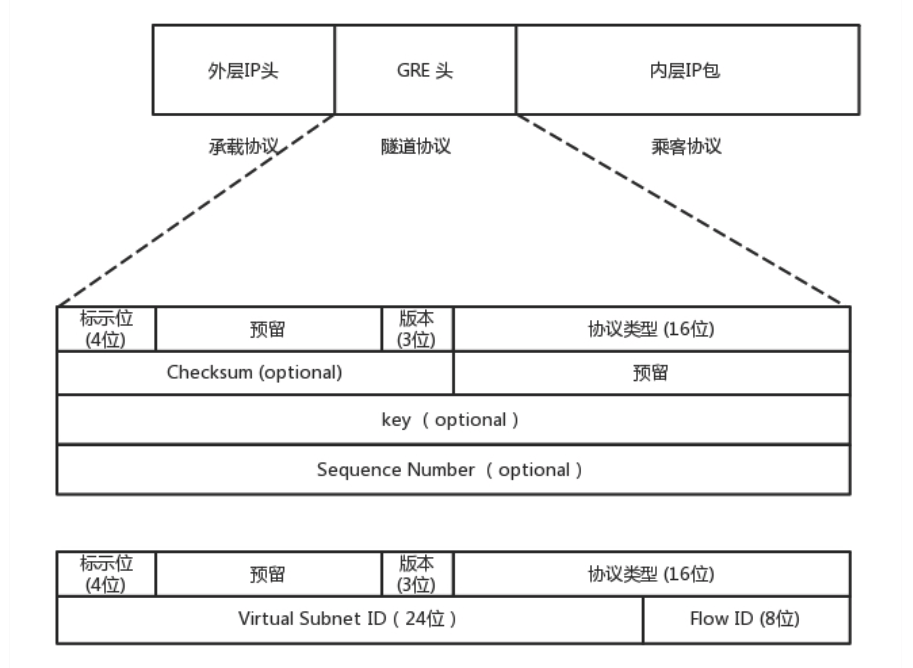 外层IP头 GRE 头 内层IP包
承载协议 隧道协议 乘客协议
标示位 (4位) 预留 版本 (3位) 协议类型 (16位)
Checksum (optional) 预留
key （ optional ）
Sequence Number （ optional ）
标示位 (4位) 预留 版本 (3位) 协议类型 (16位)
Virtual Subnet ID（ 24位 ） Flow ID (8位)